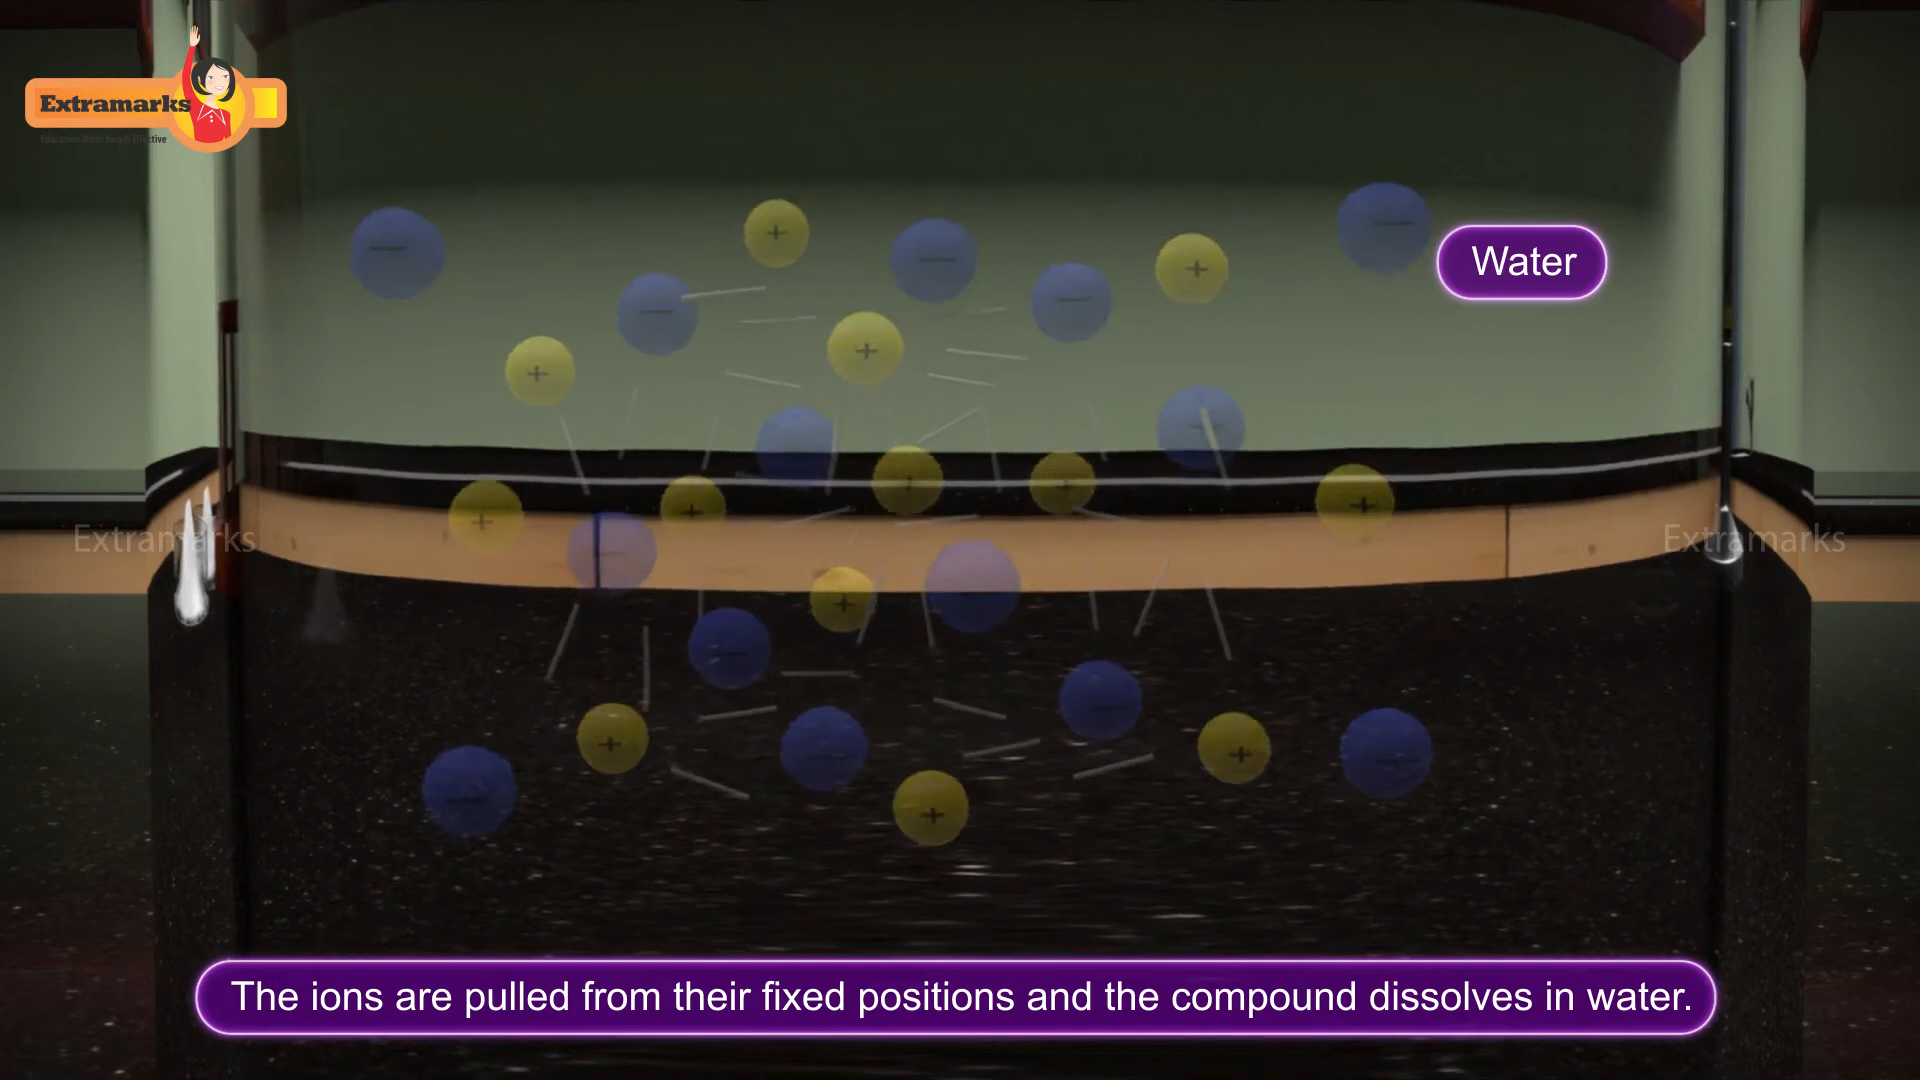 Extramarks
Water
Extramarks
Extramarks
The ions are pulled from their fixed positions and the compound dissolves in water.